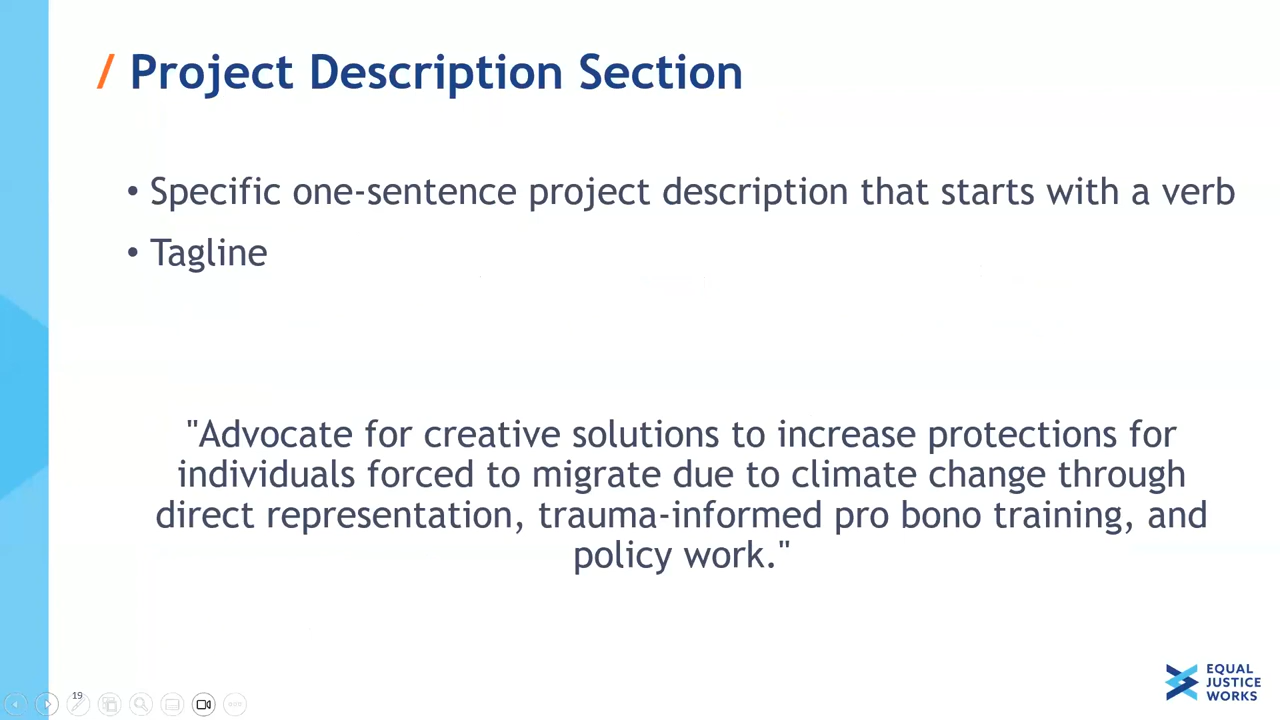 / Project Description Section
• Specific one-sentence project description that starts with a verb
• Tagline
"Advocate for creative solutions to increase protections for
individuals forced to migrate due to climate change through
direct representation, trauma-informed pro bono training, and
policy work."
19
EQUAL
JUSTICE
WORKS